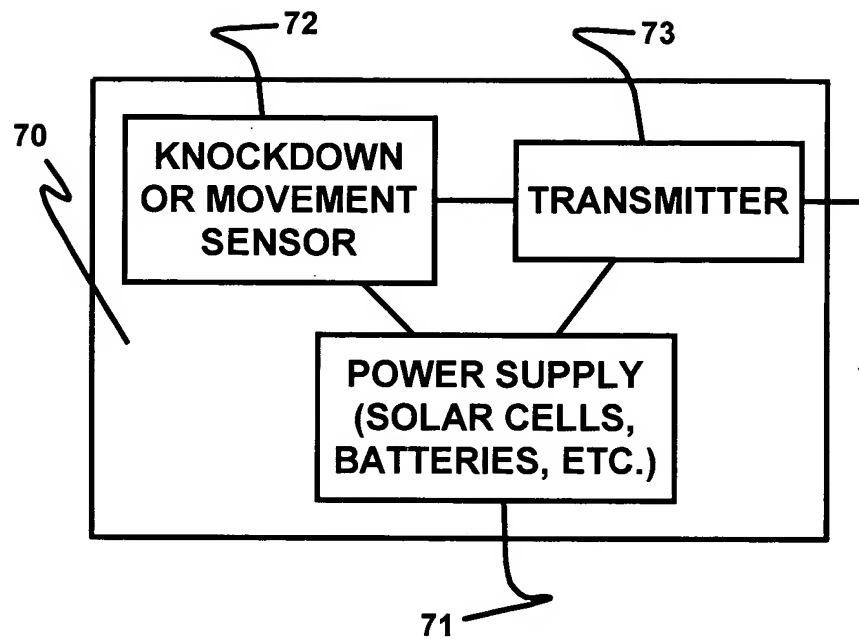 72
73
70
KNOCKDOWN
OR MOVEMENT
SENSOR
TRANSMITTER
POWER SUPPLY
(SOLAR CELLS,
BATTERIES, ETC.)
71